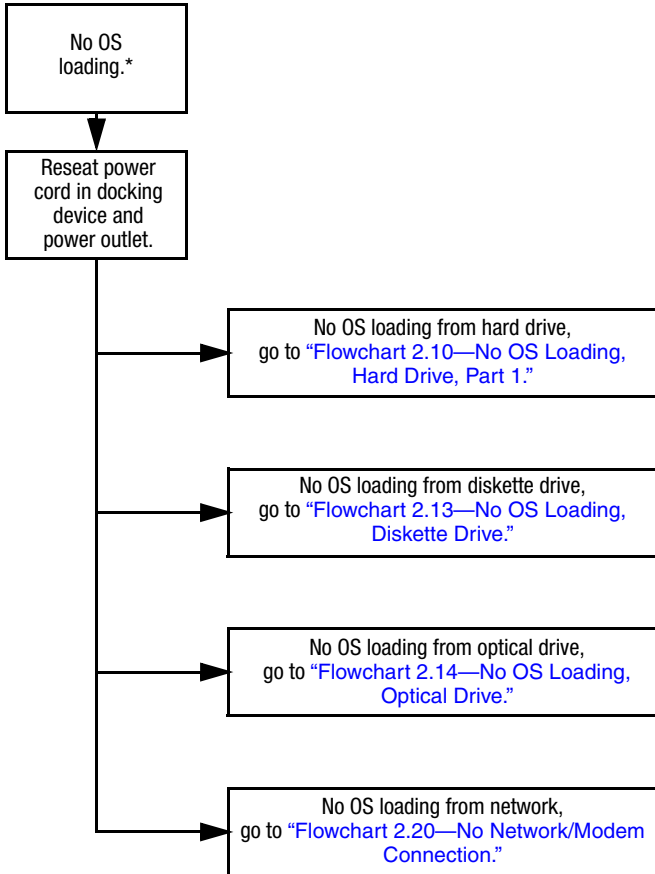 No OS
loading.*
Reseat power
cord in docking
device and
power outlet.
No OS loading from hard drive,
go to “Flowchart 2.10—No OS Loading,
Hard Drive, Part 1.”
No OS loading from diskette drive,
go to “Flowchart 2.13—No OS Loading,
Diskette Drive.”
No OS loading from optical drive,
go to “Flowchart 2.14—No OS Loading,
Optical Drive.”
No OS loading from network,
go to “Flowchart 2.20—No Network/Modem
Connection.”